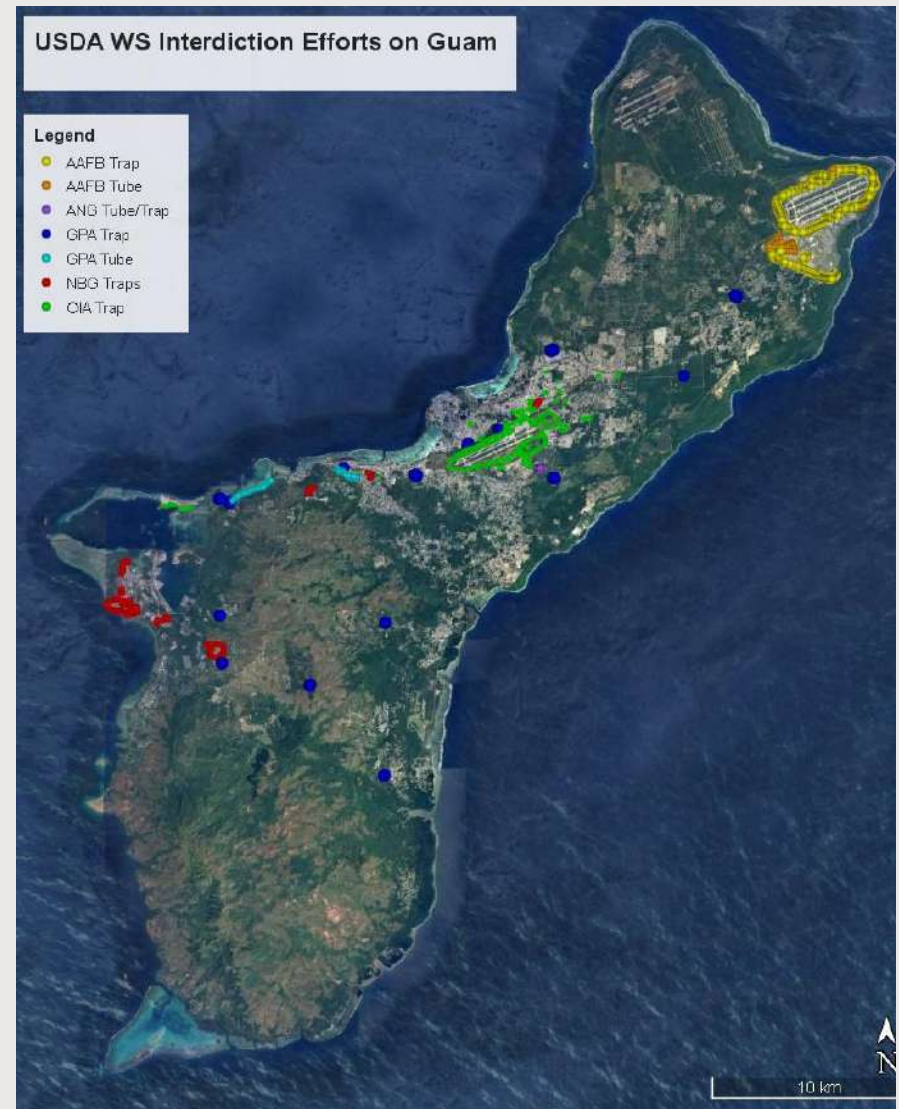 USDA WS Interdiction Efforts on Guam
Legend
AAFB Trap
AAFB Tube
ANG Tube/Trap
GPA Trap
GPA Tube
NBG Traps
OIA Trap
N
10 km